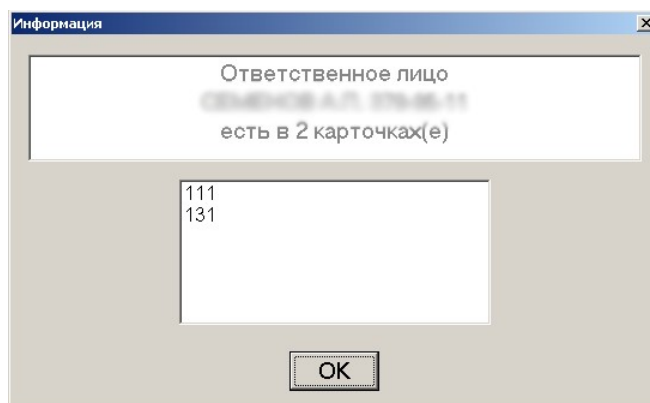 Информация
Ответственное лицо
есть в 2 карточках(е)
111
131
OK